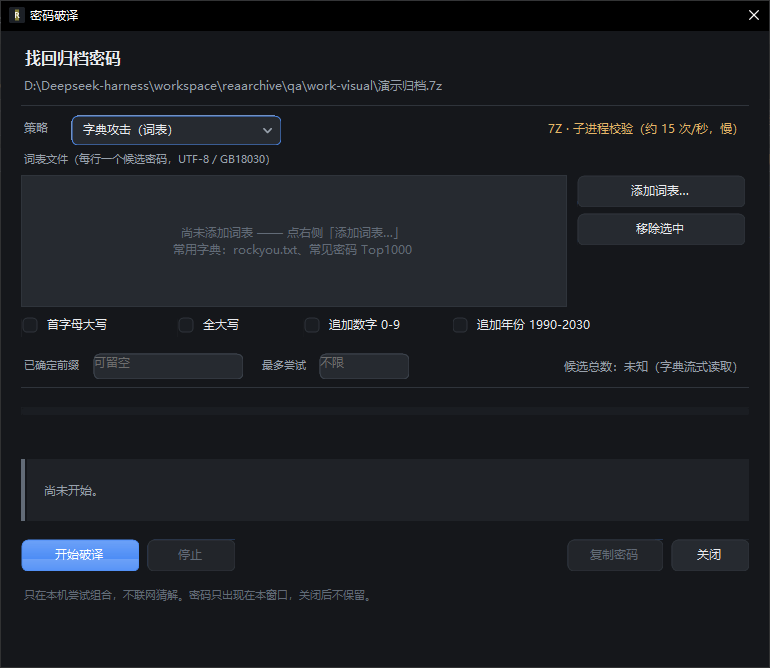 密码破译
找回归档密码
D:\Deepseek-harness\workspace\reaarchive\qa\work-visual\演示归档.7z
策略 字典攻击（词表） 7Z · 子进程校验（约 15 次/秒，慢）
词表文件（每行一个候选密码，UTF-8 / GB18030）
尚未添加词表 —— 点右侧「添加词表...」
常用字典：rockyou.txt、常见密码 Top1000
添加词表...
移除选中
首字母大写 全大写 追加数字 0-9 追加年份 1990-2030
已确定前缀 可留空 最多尝试 不限 候选总数：未知（字典流式读取）
尚未开始。
开始破译 停止 复制密码 关闭
只在本机尝试组合，不联网猜解。密码只出现在本窗口，关闭后不保留。